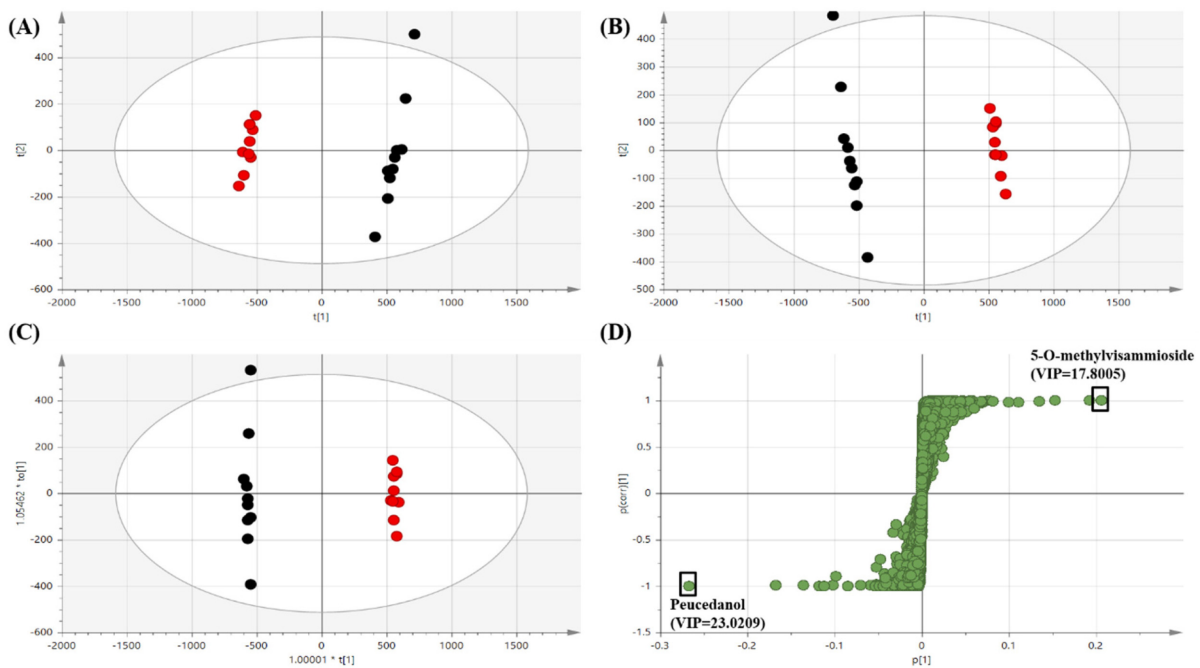 (A)
400
200
0
-200
-400
-600
t[2]
-2000 -1500 -1000 -500 0 500 1000 1500
t[1]
(B)
400
300
200
100
0
-100
-200
-300
-400
-500
t[2]
-2000 -1500 -1000 -500 0 500 1000 1500
t[1]
(C)
400
200
0
-200
-400
-600
1.05462 * to[1]
-2000 -1500 -1000 -500 0 500 1000 1500
1.00001 * t[1]
(D)
5-O-methylvisammioside
(VIP=17.8005)
1
0.5
0
-0.5
-1
-1.5
p(corr)[1]
Peucedanol
(VIP=23.0209)
-0.3 -0.2 -0.1 0 0.1 0.2
p[1]